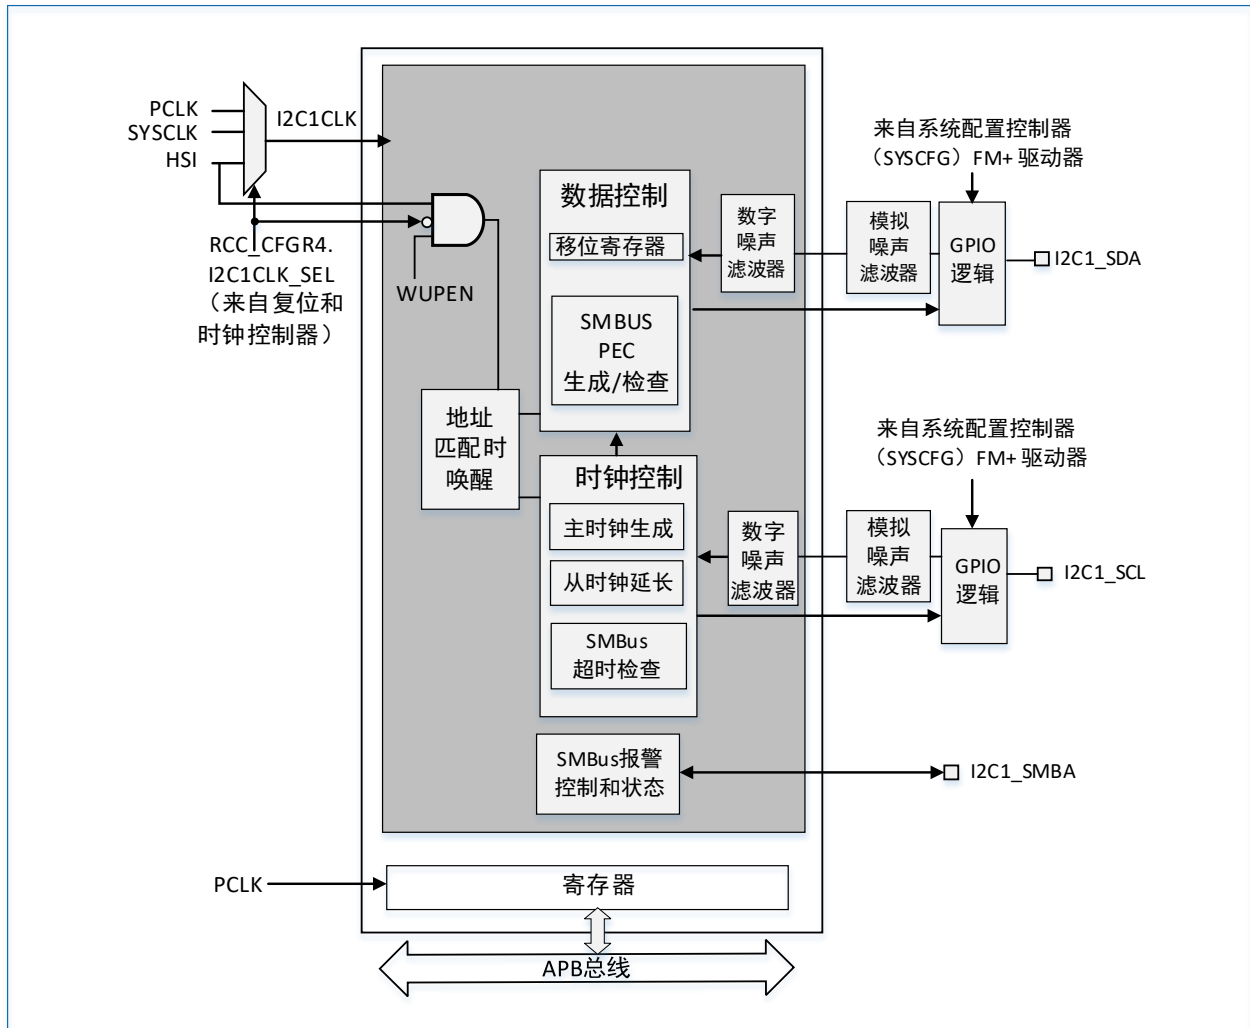 PCLK
SYSCLK
HSI
I2C1CLK
RCC_CFGR4.
I2C1CLK_SEL
（来自复位和
时钟控制器）
WUPEN
地址
匹配时
唤醒
数据控制
移位寄存器
SMBUS
PEC
生成/检查
数字
噪声
滤波器
模拟
噪声
滤波器
来自系统配置控制器
（SYSCFG）FM+ 驱动器
GPIO
逻辑
I2C1_SDA
时钟控制
主时钟生成
从时钟延长
SMBus
超时检查
数字
噪声
滤波器
模拟
噪声
滤波器
来自系统配置控制器
（SYSCFG）FM+ 驱动器
GPIO
逻辑
I2C1_SCL
SMBus报警
控制和状态
I2C1_SMBA
PCLK
寄存器
APB总线